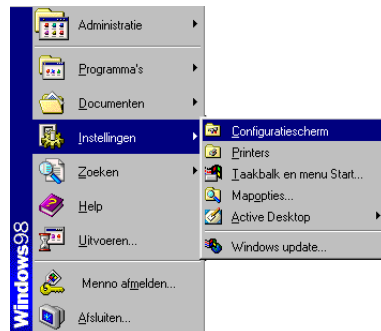 Administratie
Programma's
Documenten
Instellingen
Zoeken
Help
Uitvoeren...
Menno afmelden...
Afsluiten...
Windows98
Configuratiescherm
Printers
Taakbalk en menu Start...
Mapopties...
Active Desktop
Windows update...